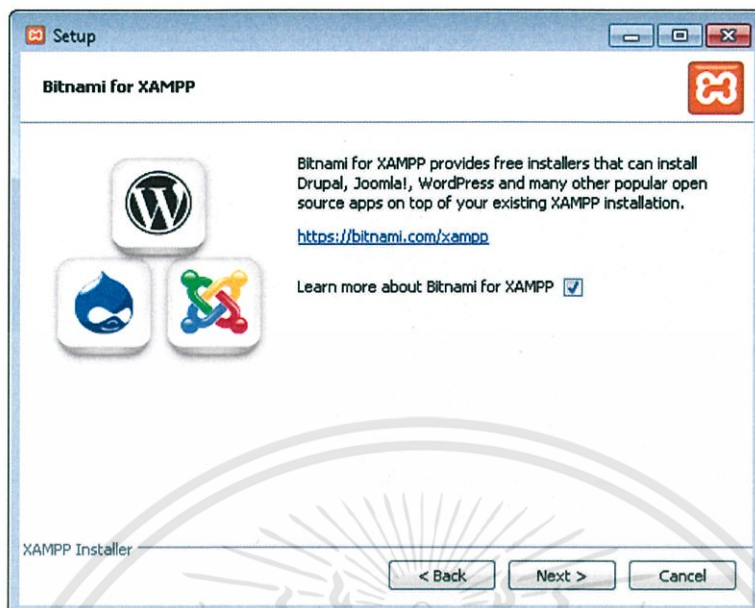 Setup
Bitnami for XAMPP
Bitnami for XAMPP provides free installers that can install
Drupal, Joomla!, WordPress and many other popular open
source apps on top of your existing XAMPP installation.
https://bitnami.com/xampp
Learn more about Bitnami for XAMPP
XAMPP Installer
< Back Next > Cancel